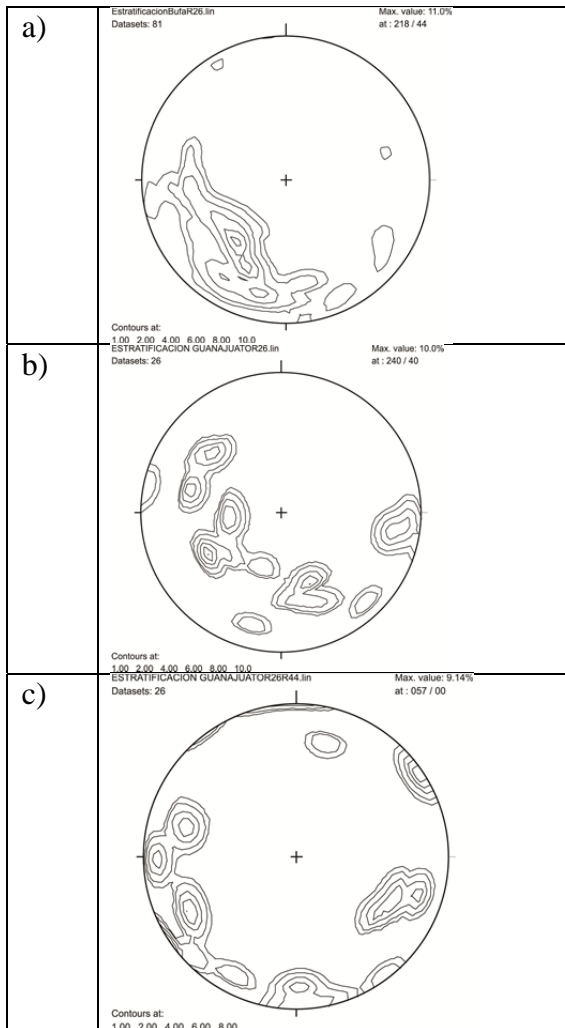 a)
EstratificacionBufaR26.lin Max. value: 11.0%
Datasets: 81 at : 218 / 44
Contours at:
1.00 2.00 4.00 6.00 8.00 10.0
b)
ESTRATIFICACION GUANAJUATOR26.lin Max. value: 10.0%
Datasets: 26 at : 240 / 40
Contours at:
1.00 2.00 4.00 6.00 8.00 10.0
c)
ESTRATIFICACION GUANAJUATOR26R44.lin Max. value: 9.14%
Datasets: 26 at : 057 / 00
Contours at:
1.00 2.00 4.00 6.00 8.00